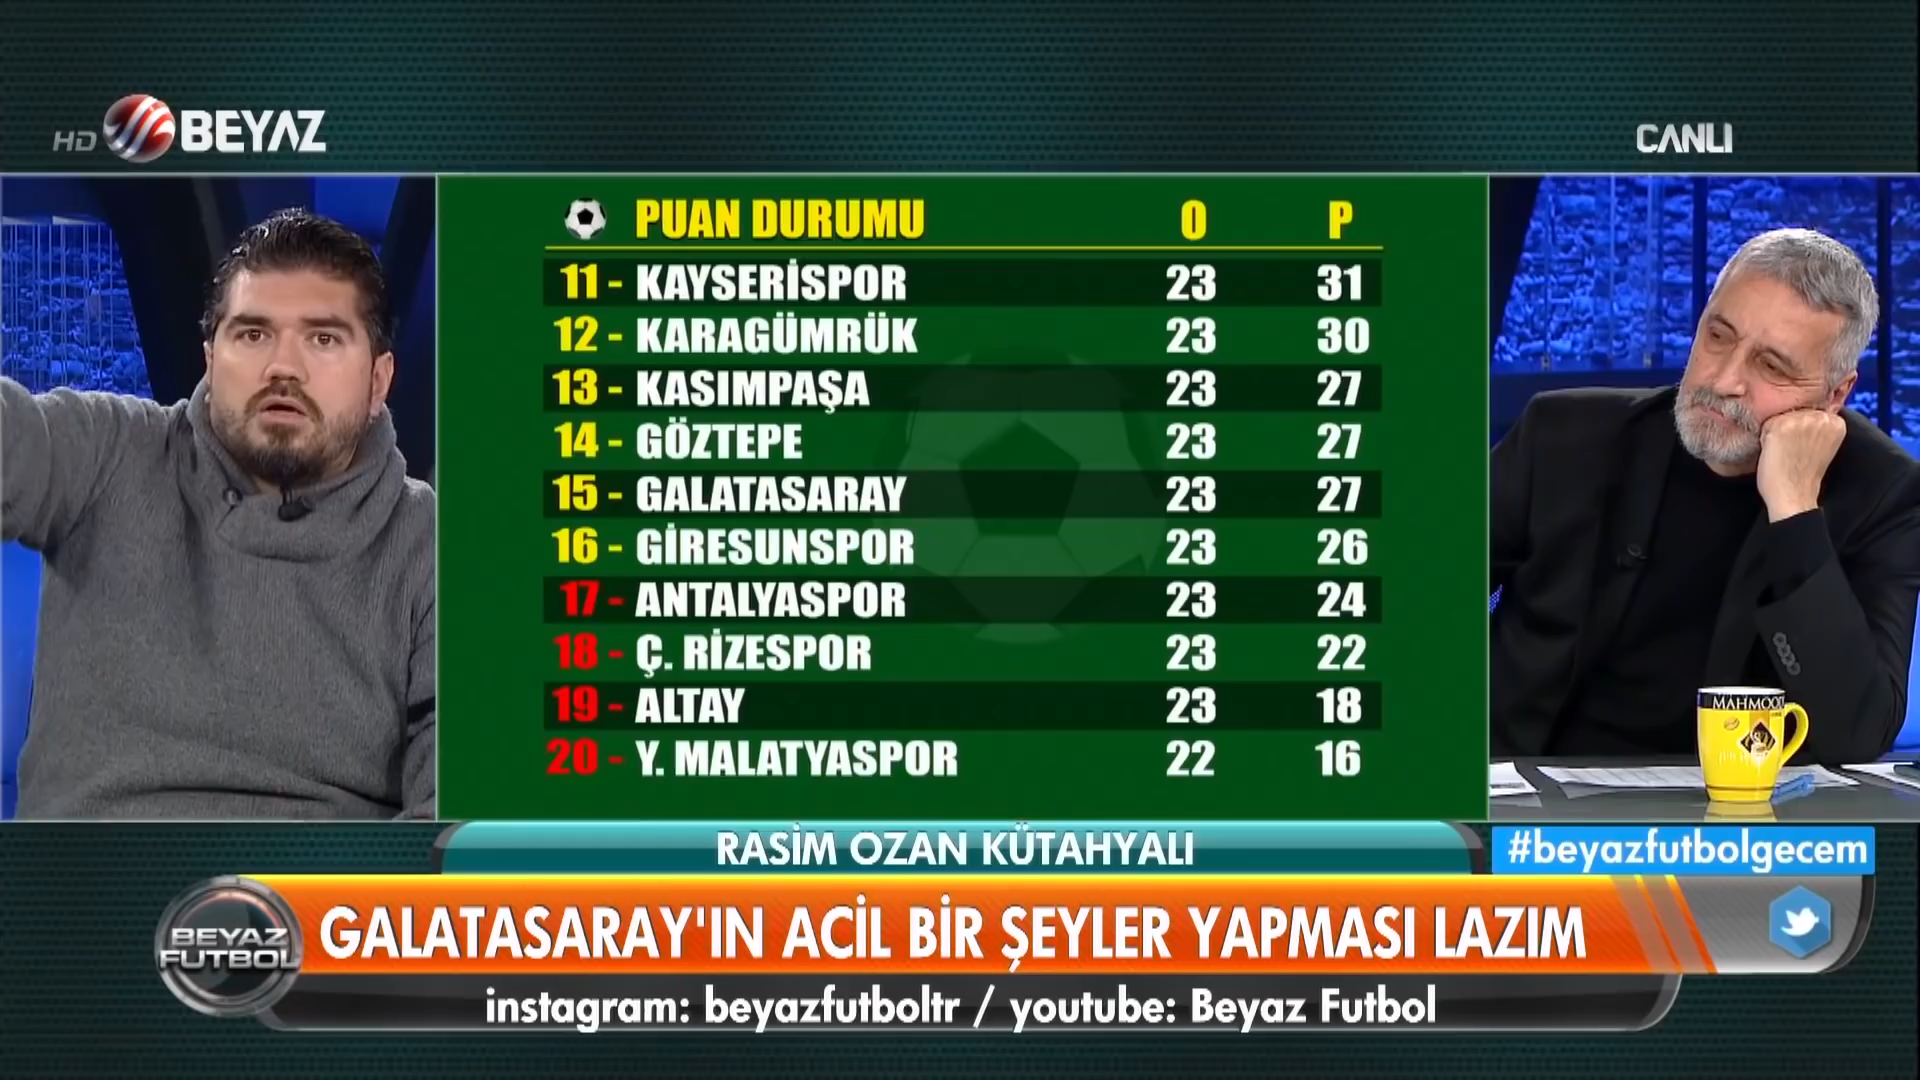 HD BEYAZ
CANLI
PUAN DURUMU O P
11 - KAYSERİSPOR 23 31
12 - KARAGÜMRÜK 23 30
13 - KASIMPAŞA 23 27
14 - GÖZTEPE 23 27
15 - GALATASARAY 23 27
16 - GİRESUNSPOR 23 26
17 - ANTALYASPOR 23 24
18 - Ç. RİZESPOR 23 22
19 - ALTAY 23 18
20 - Y. MALATYASPOR 22 16
MAHMOOD
RASİM OZAN KÜTAHYALI
#beyazfutbolgecem
BEYAZ
FUTBOL
GALATASARAY'IN ACİL BİR ŞEYLER YAPMASI LAZIM
instagram: beyazfutboltr / youtube: Beyaz Futbol